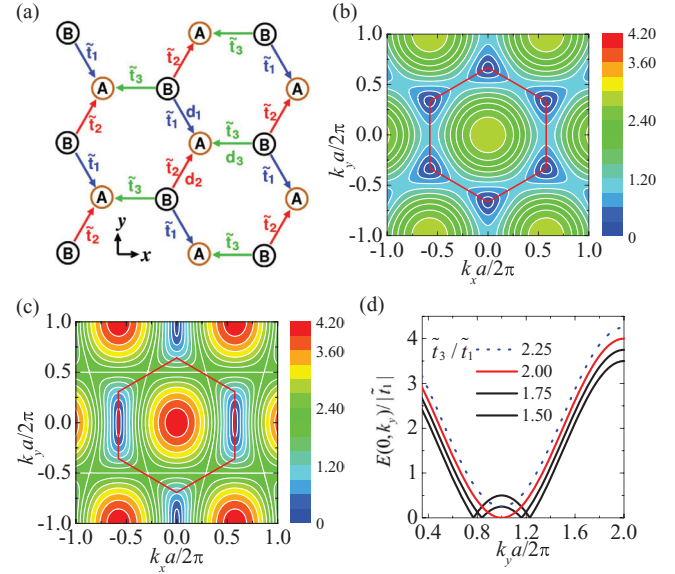 (a)
B A B
t̃1 t̃2 t̃3 t̃1
A t̃3 B A
t̃2 d1 t̃1 t̃3 t̃2
B A B
t̃1 t̃2 d2 d3 t̃1
A t̃3 B A
t̃2 t̃1 t̃3 t̃2
B A B
y
x
(b)
1.0
0.5
0.0
-0.5
-1.0
-1.0 -0.5 0.0 0.5 1.0
kya/2π
kxa/2π
4.20
3.60
2.40
1.20
0
(c)
1.0
0.5
0.0
-0.5
-1.0
-1.0 -0.5 0.0 0.5 1.0
kya/2π
kxa/2π
4.20
3.60
2.40
1.20
0
(d)
4
3
2
1
0
0.4 0.8 1.2 1.6 2.0
E(0,ky)/|t̃1|
kya/2π
t̃3/t̃1
2.25
2.00
1.75
1.50